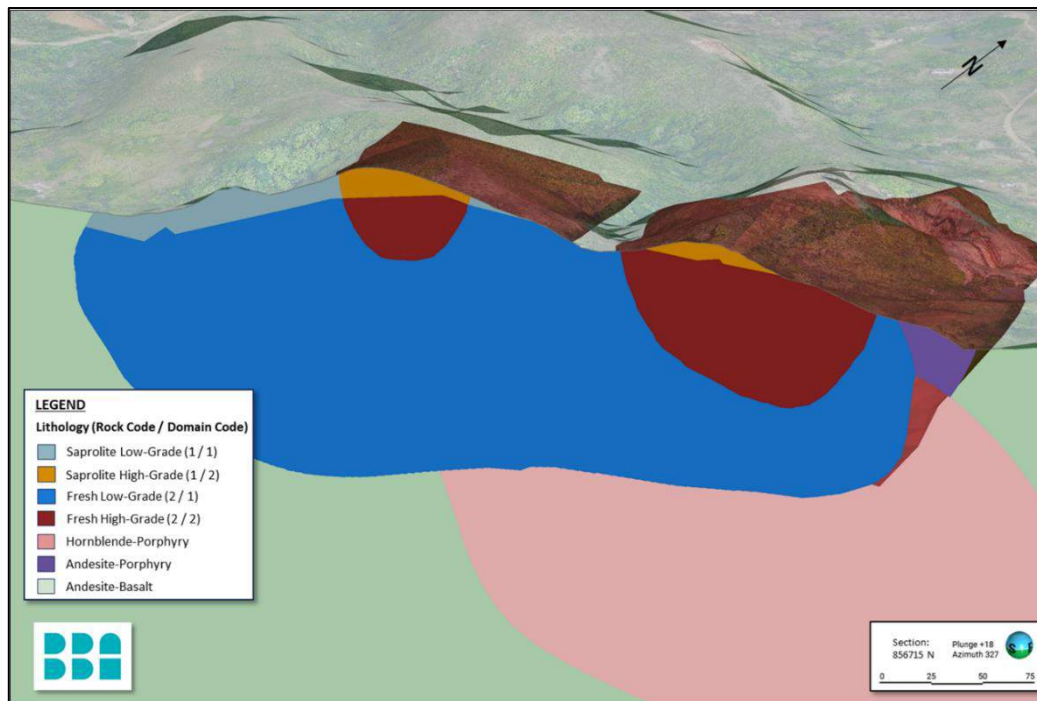 N
LEGEND
Lithology (Rock Code / Domain Code)
Saprolite Low-Grade (1 / 1)
Saprolite High-Grade (1 / 2)
Fresh Low-Grade (2 / 1)
Fresh High-Grade (2 / 2)
Hornblende-Porphyry
Andesite-Porphyry
Andesite-Basalt
BBA
Section:
856715 N
Plunge +18
Azimuth 327
0 25 50 75